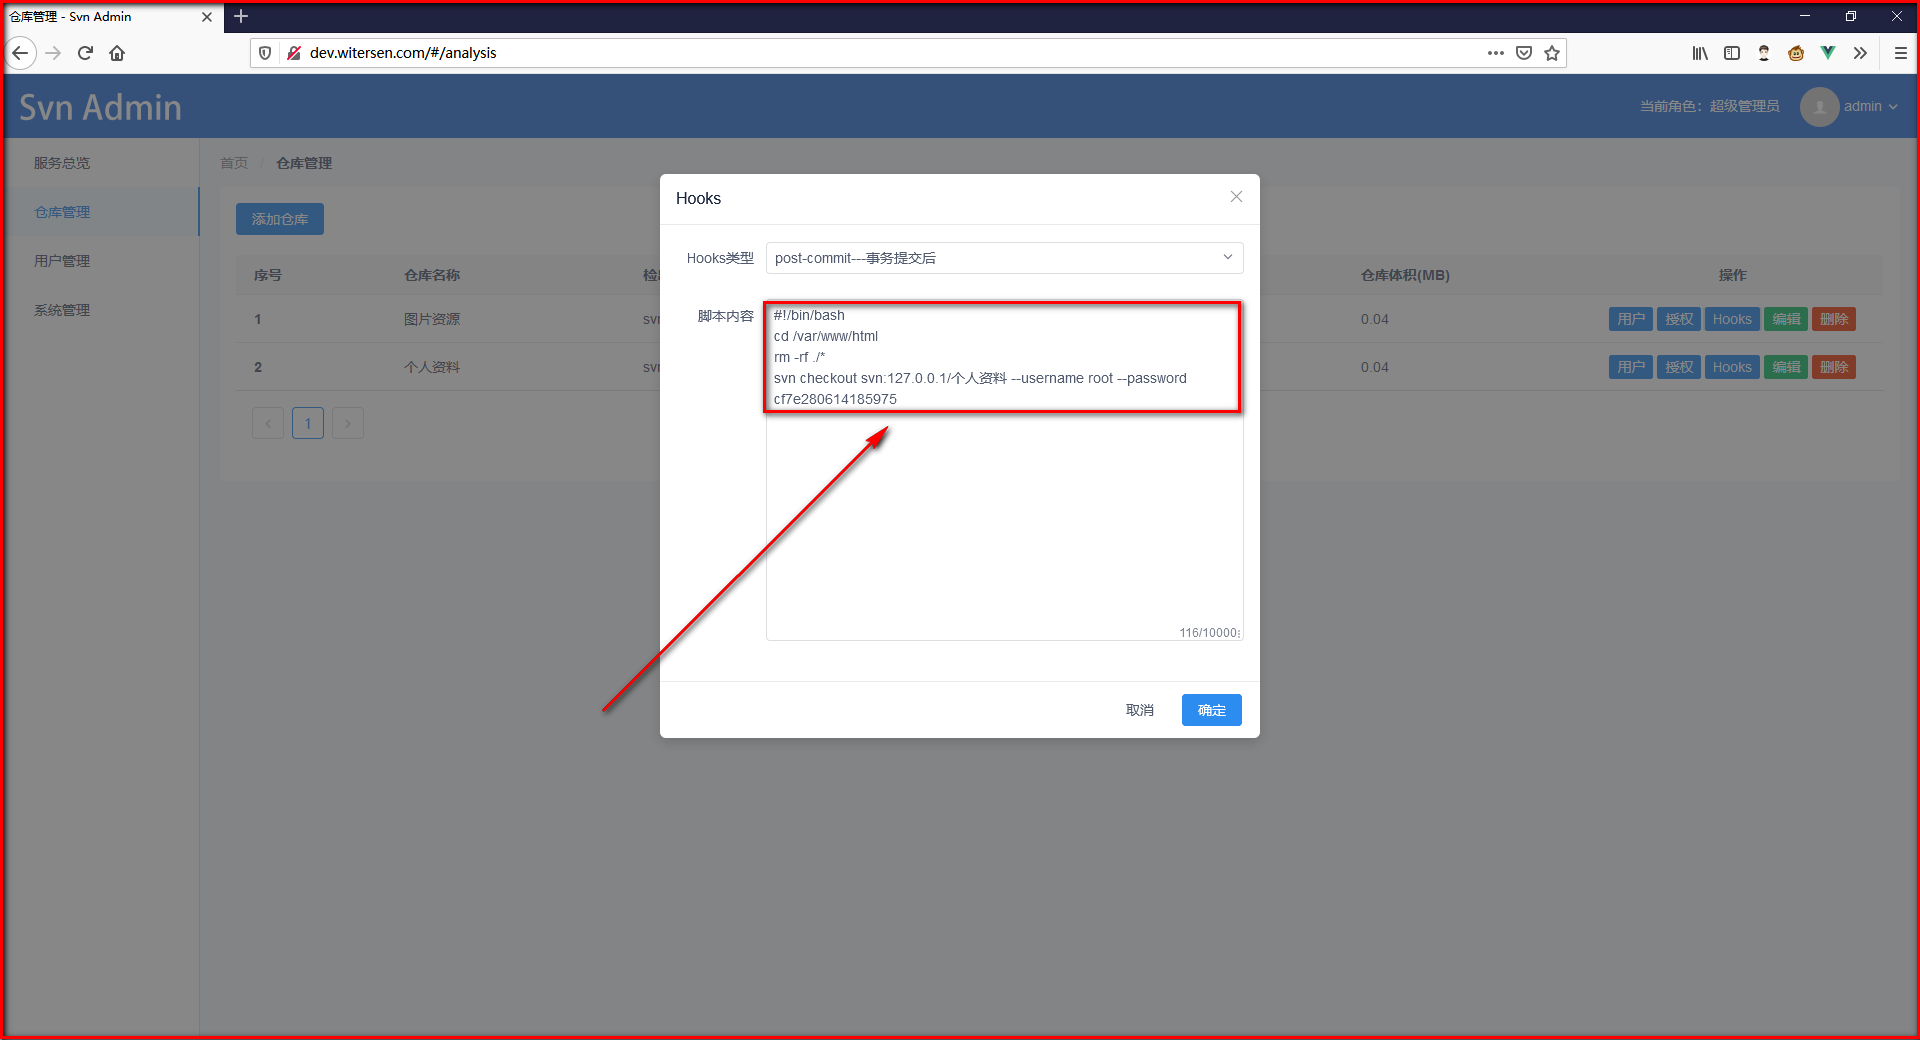 仓库管理 - Svn Admin
dev.witersen.com/#/analysis
Svn Admin
当前角色：超级管理员
admin
服务总览
仓库管理
用户管理
系统管理
首页 / 仓库管理
添加仓库
序号 仓库名称 仓库体积(MB) 操作
1 图片资源 0.04 用户 授权 Hooks 编辑 删除
2 个人资料 0.04 用户 授权 Hooks 编辑 删除
1
Hooks
Hooks类型 post-commit---事务提交后
脚本内容
#!/bin/bash
cd /var/www/html
rm -rf ./*
svn checkout svn:127.0.0.1/个人资料 --username root --password
cf7e280614185975
116/10000
取消 确定